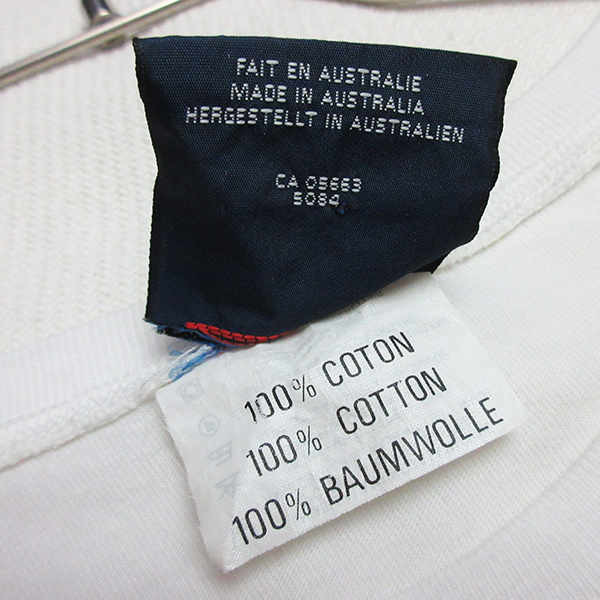 FAIT EN AUSTRALIE
MADE IN AUSTRALIA
HERGESTELLT IN AUSTRALIEN
CA 05663
5084
100% COTON
100% COTTON
100% BAUMWOLLE